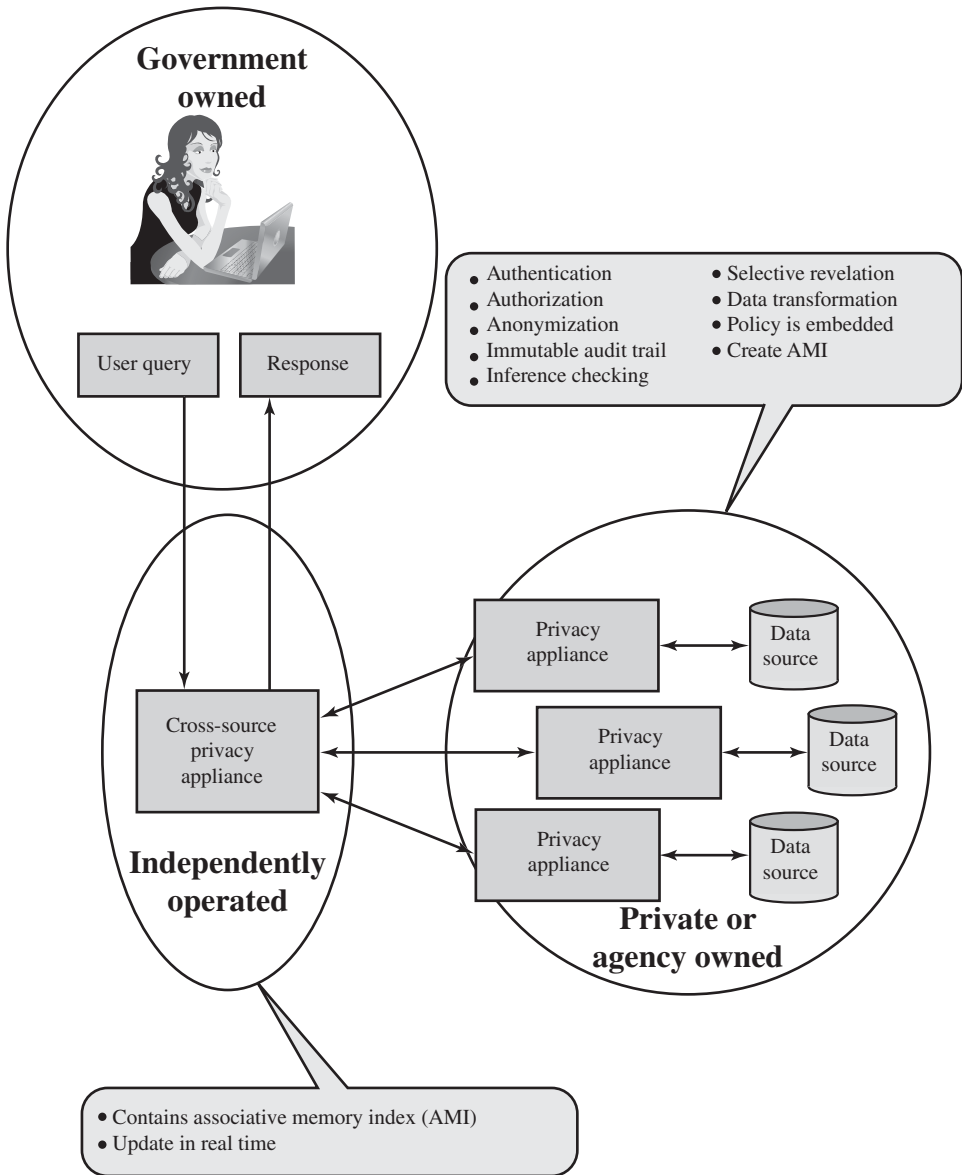 Government
owned
User query
Response
• Authentication
• Authorization
• Anonymization
• Immutable audit trail
• Inference checking
• Selective revelation
• Data transformation
• Policy is embedded
• Create AMI
Cross-source
privacy
appliance
Independently
operated
Privacy
appliance
Data
source
Privacy
appliance
Data
source
Privacy
appliance
Data
source
Private or
agency owned
• Contains associative memory index (AMI)
• Update in real time